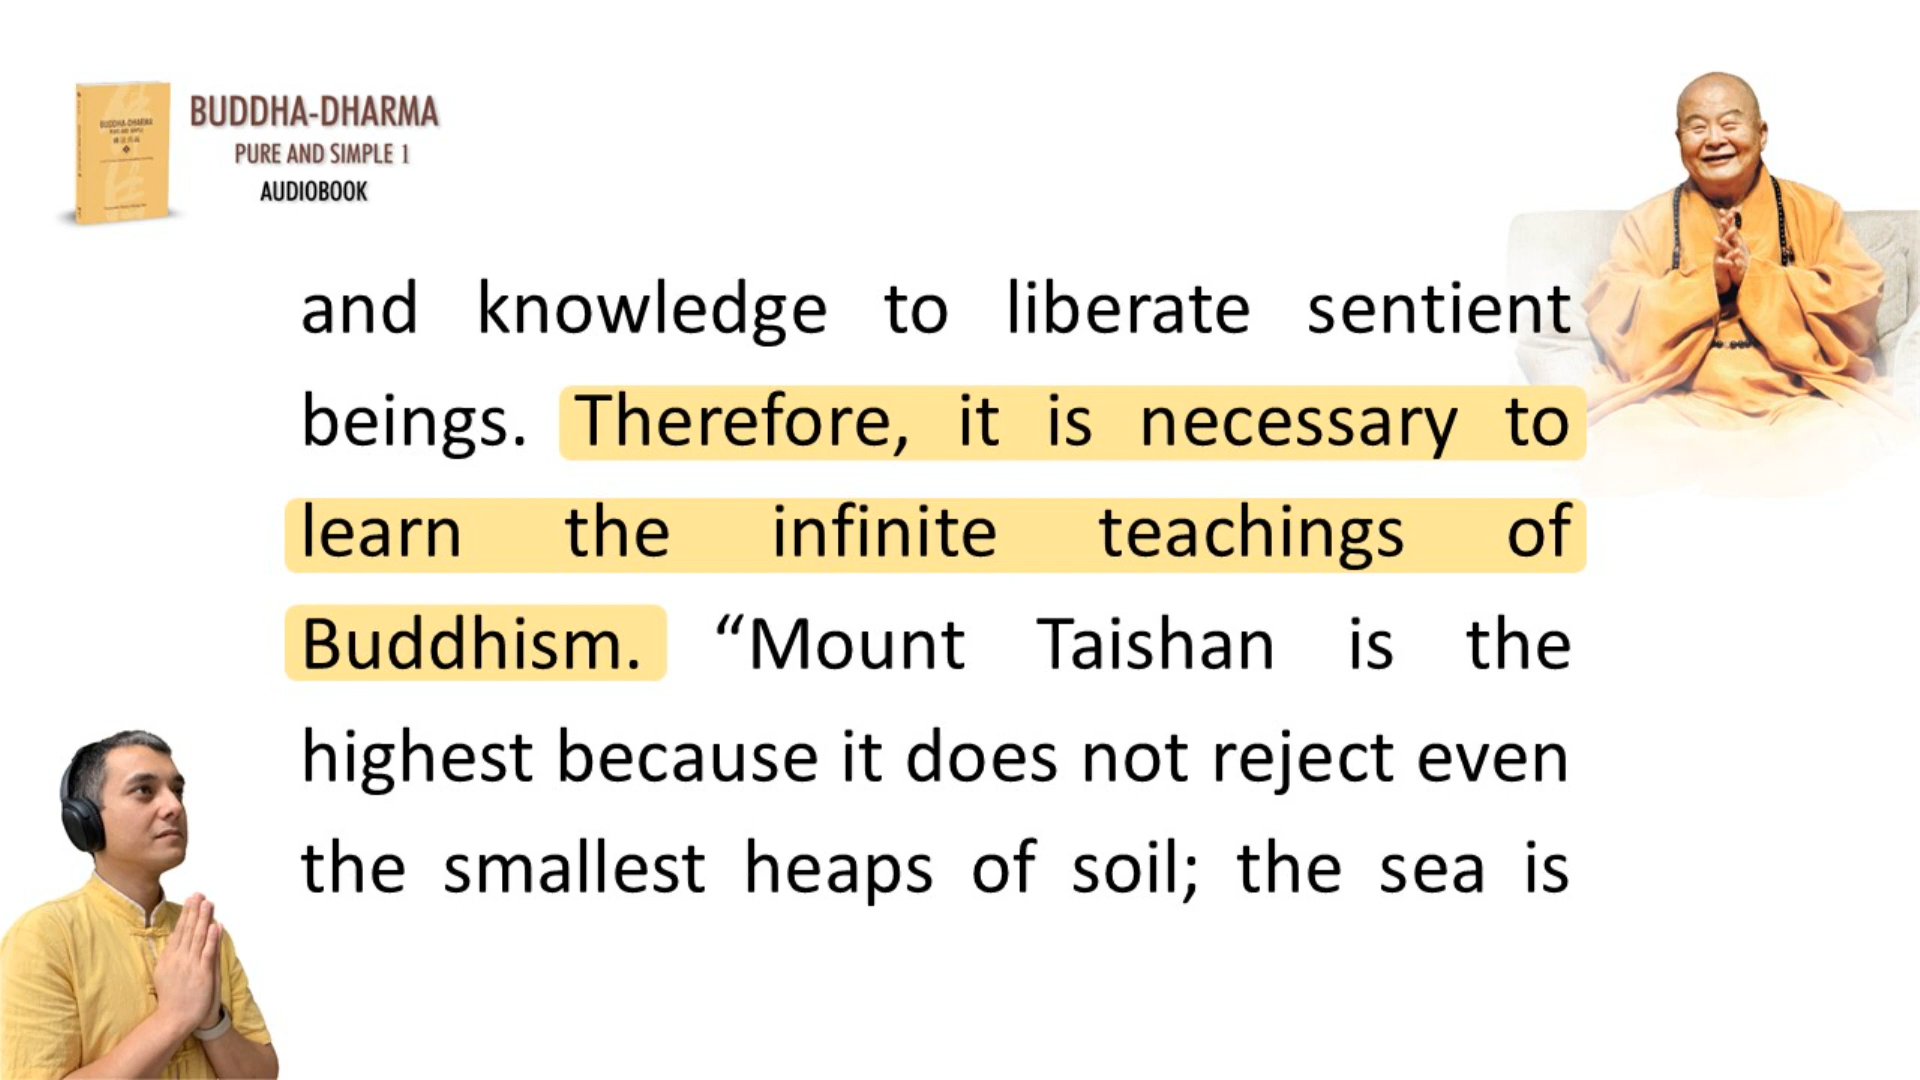 BUDDHA-DHARMA
PURE AND SIMPLE 1
AUDIOBOOK
BUDDHA-DHARMA
and knowledge to liberate sentient
beings. Therefore, it is necessary to
learn the infinite teachings of
Buddhism. “Mount Taishan is the
highest because it does not reject even
the smallest heaps of soil; the sea is